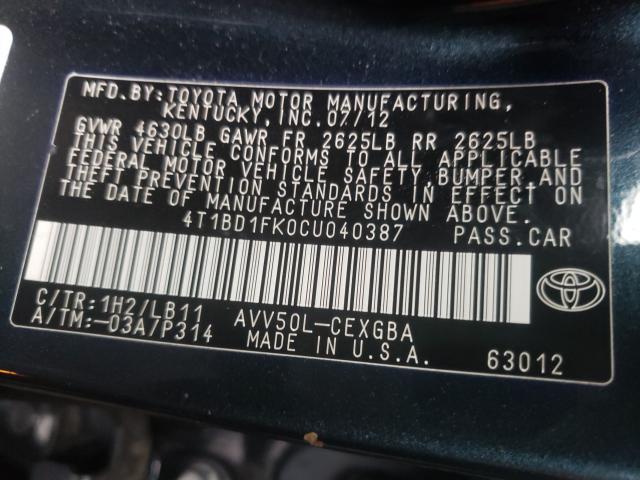 MFD.BY:TOYOTA MOTOR MANUFACTURING,
KENTUCKY, INC.07/12
GVWR 4630LB GAWR FR 2625LB RR 2625LB
THIS VEHICLE CONFORMS TO ALL APPLICABLE
FEDERAL MOTOR VEHICLE SAFETY,BUMPER,AND
THEFT PREVENTION STANDARDS IN EFFECT ON
THE DATE OF MANUFACTURE SHOWN ABOVE.
4T1BD1FK0CU040387 PASS.CAR
C/TR:1H2/LB11 AVV50L-CEXGBA
A/TM:-03A/P314 MADE IN U.S.A. 63012